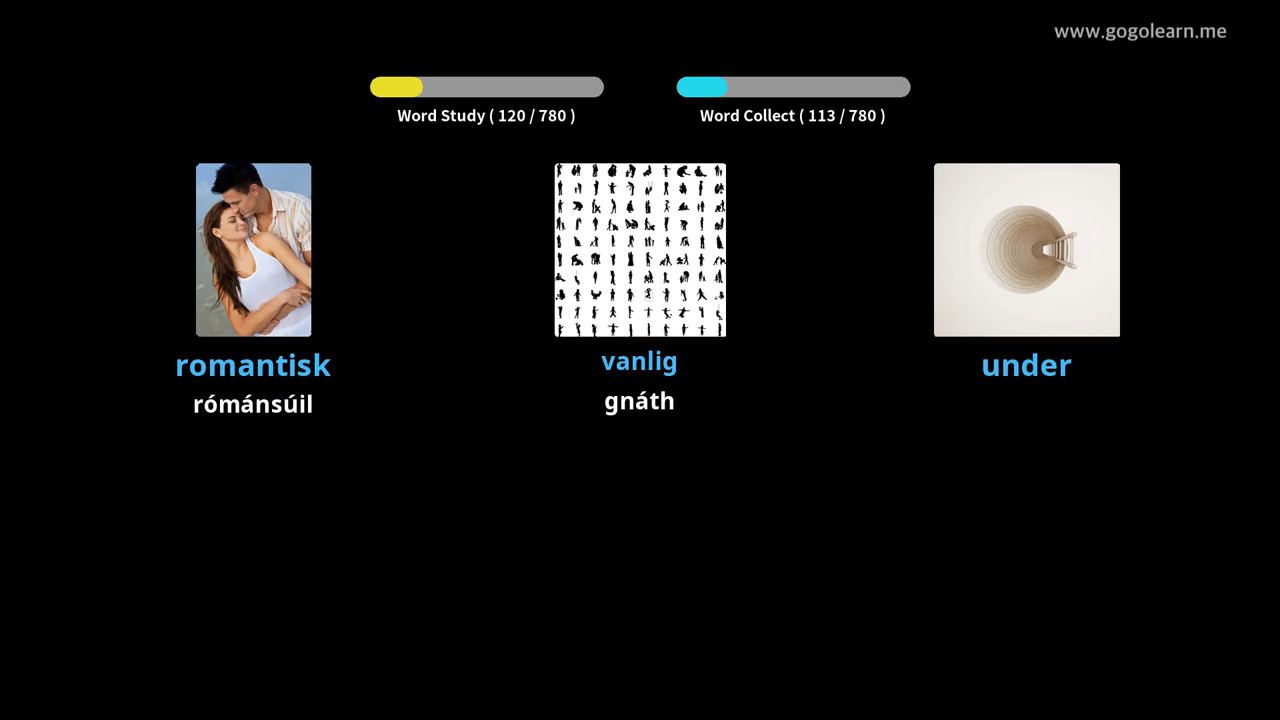 www.gogolearn.me
Word Study ( 120 / 780 )
Word Collect ( 113 / 780 )
romantisk
rómánsúil
vanlig
gnáth
under